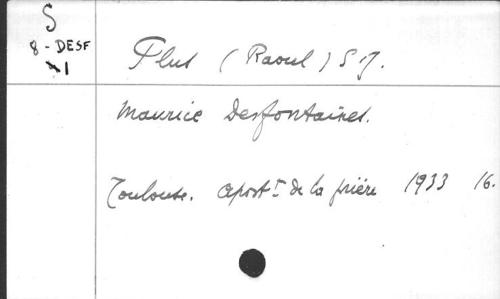 S
8 - DESF
1
Plus (Raoul) S J.
Maurice Desfontaines.
Toulouse. apost.t de la prière 1933 16.